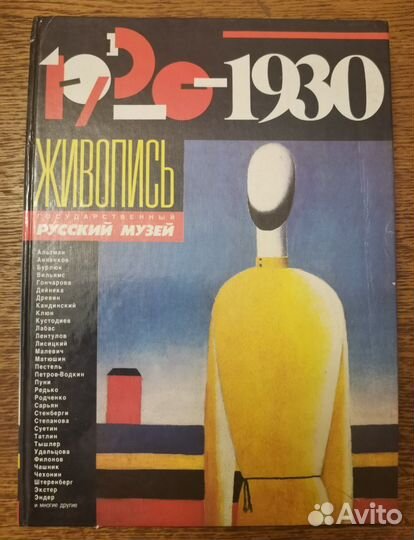 1920-1930
ЖИВОПИСЬ
ГОСУДАРСТВЕННЫЙ
РУССКИЙ МУЗЕЙ
Альтман
Анненков
Бурлюк
Вильямс
Гончарова
Дейнека
Древин
Кандинский
Клюн
Кустодиев
Лабас
Лентулов
Лисицкий
Малевич
Матюшин
Пестель
Петров-Водкин
Пуни
Редько
Родченко
Сарьян
Стенберги
Степанова
Суетин
Татлин
Тышлер
Удальцова
Филонов
Чашник
Чехонин
Штеренберг
Экстер
Эндер
и многие другие
Avito